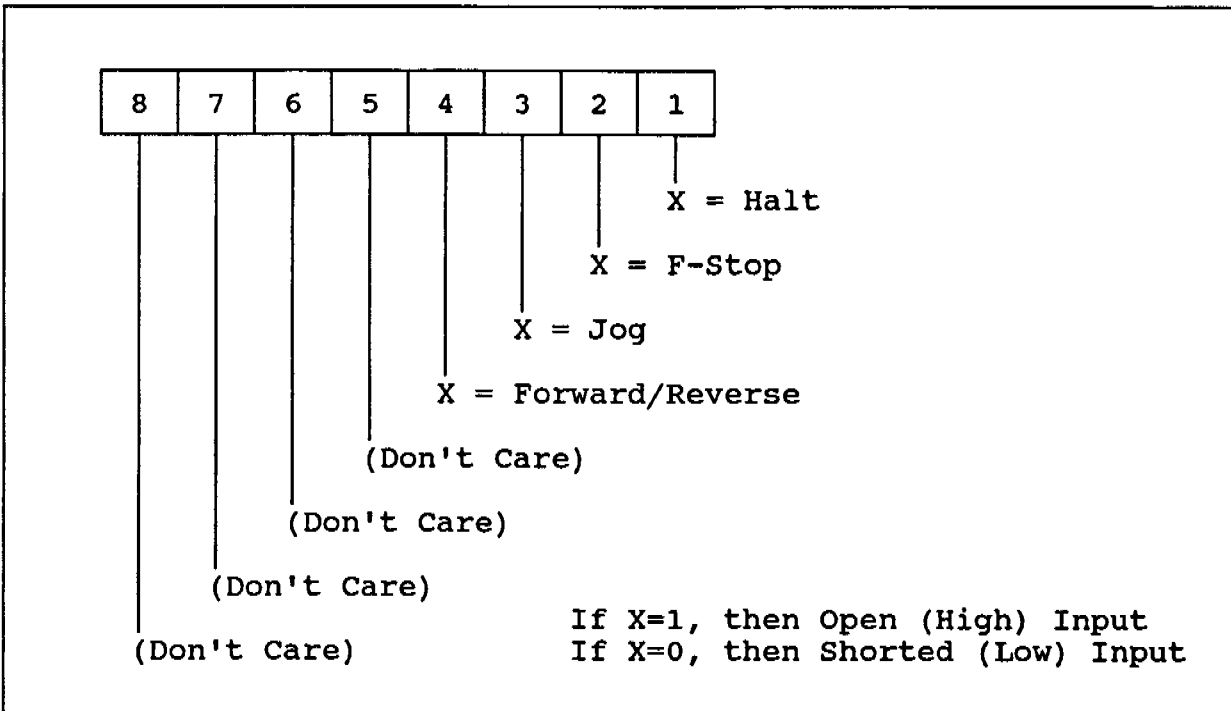 8 7 6 5 4 3 2 1
X = Halt
X = F-Stop
X = Jog
X = Forward/Reverse
(Don't Care)
(Don't Care)
(Don't Care)
(Don't Care)
If X=1, then Open (High) Input
If X=0, then Shorted (Low) Input